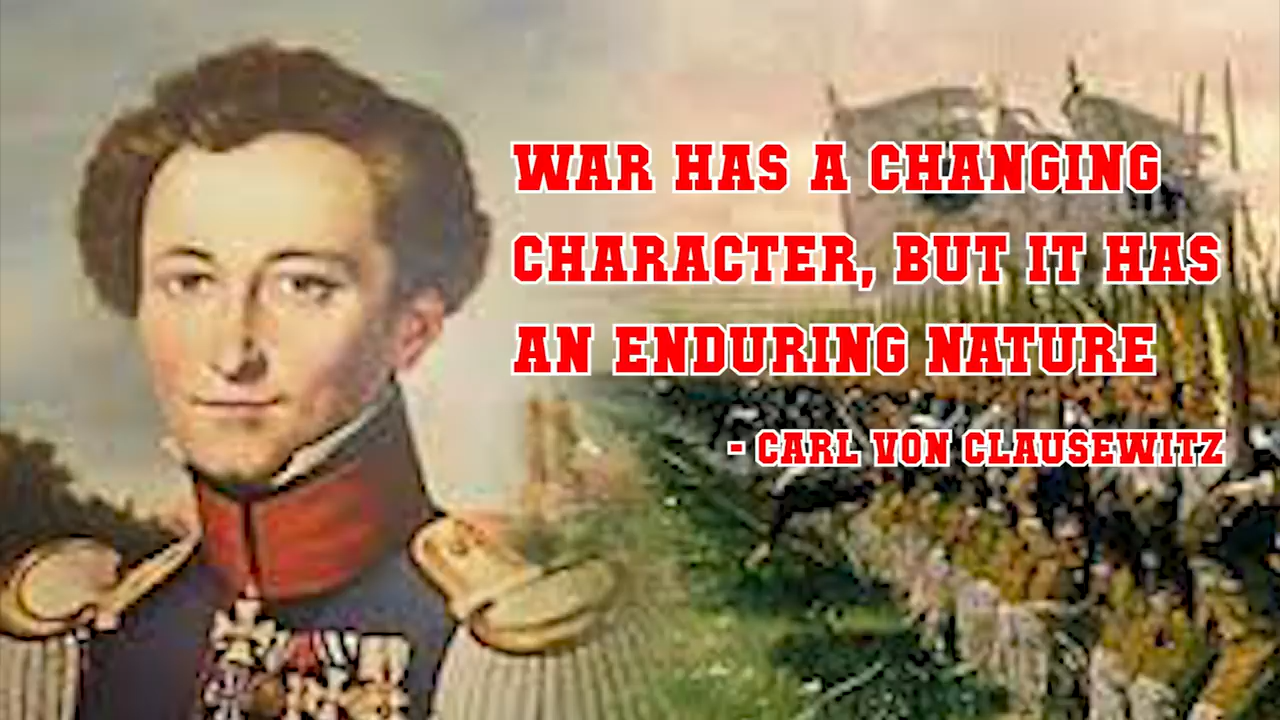 WAR HAS A CHANGING
CHARACTER, BUT IT HAS
AN ENDURING NATURE
- CARL VON CLAUSEWITZ